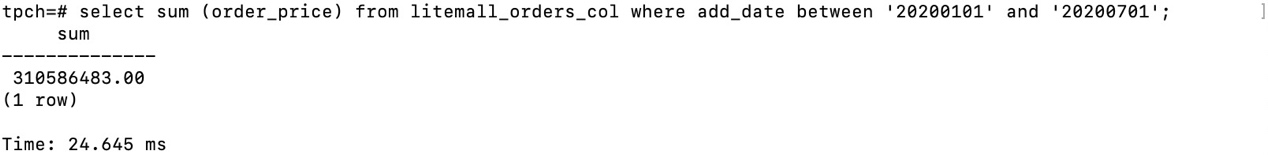 tpch=# select sum (order_price) from litemall_orders_col where add_date between '20200101' and '20200701'; ]
sum
--------------
310586483.00
(1 row)
Time: 24.645 ms